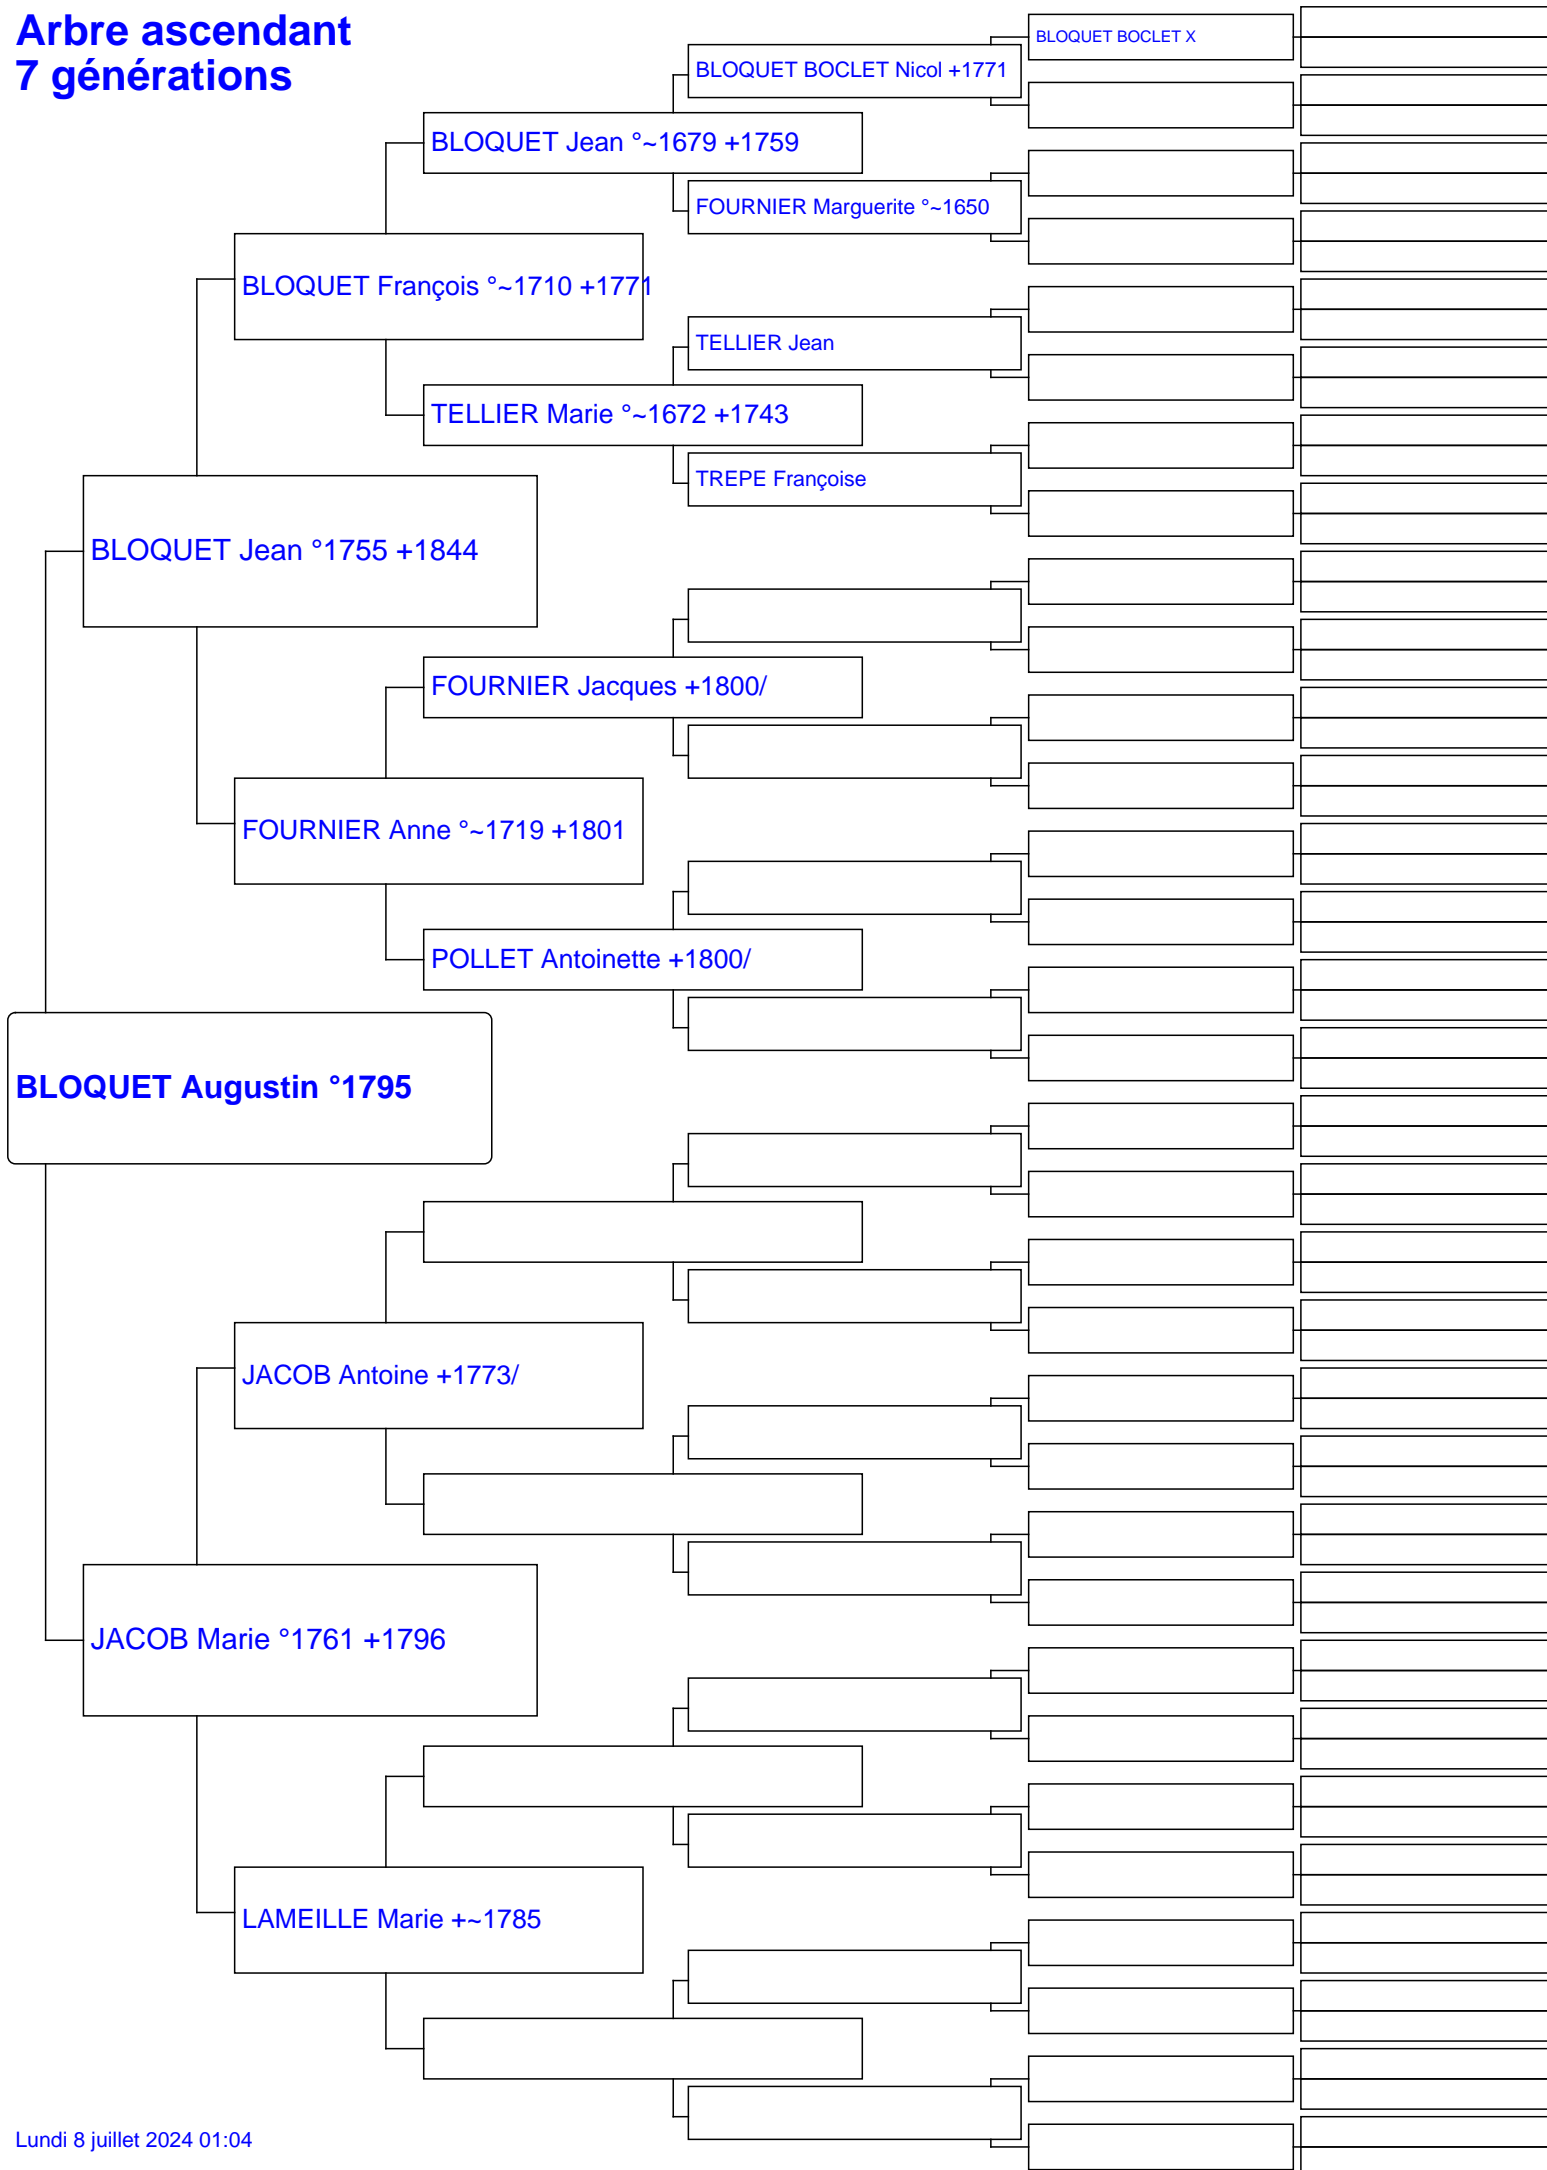 Arbre ascendant
7 générations
BLOQUET BOCLET X
BLOQUET BOCLET Nicol +1771
BLOQUET Jean °~1679 +1759
FOURNIER Marguerite °~1650
BLOQUET François °~1710 +1771
TELLIER Jean
TELLIER Marie °~1672 +1743
TREPE Françoise
BLOQUET Jean °1755 +1844
FOURNIER Jacques +1800/
FOURNIER Anne °~1719 +1801
POLLET Antoinette +1800/
BLOQUET Augustin °1795
JACOB Antoine +1773/
JACOB Marie °1761 +1796
LAMEILLE Marie +~1785
Lundi 8 juillet 2024 01:04